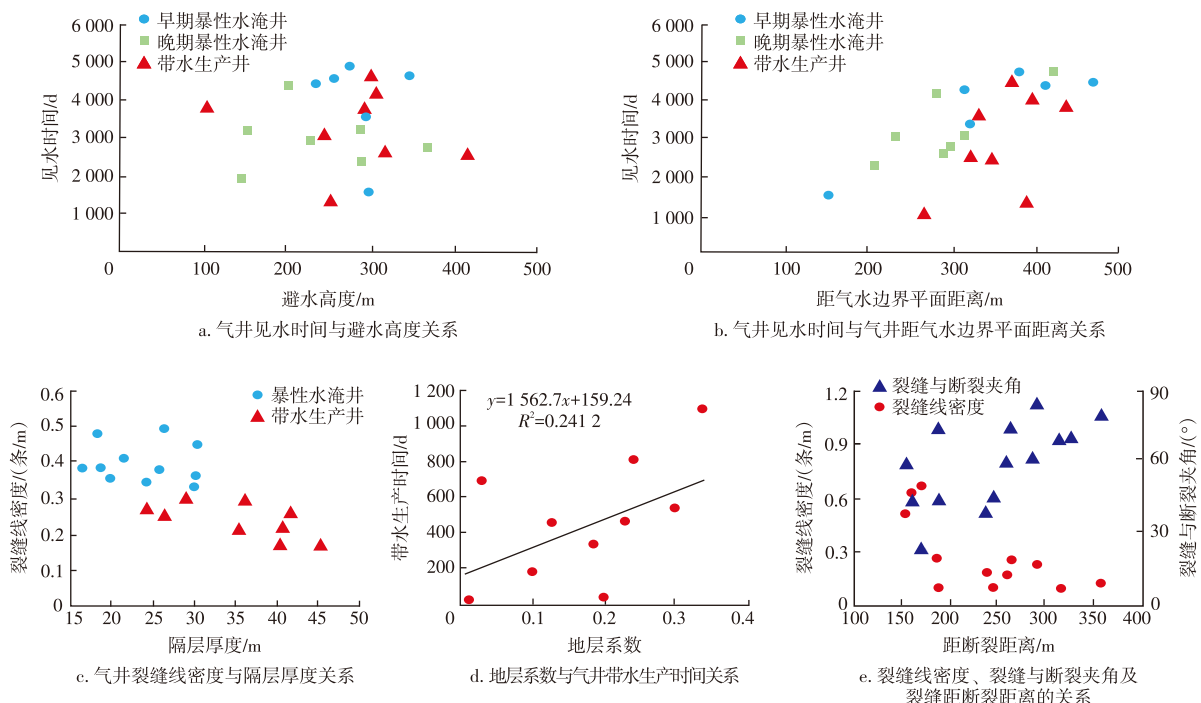 6 000
5 000
4 000
3 000
2 000
1 000
0
100
200
300
400
500
早期暴性水淹井
晚期暴性水淹井
带水生产井
见水时间/d
避水高度/m
a. 气井见水时间与避水高度关系
6 000
5 000
4 000
3 000
2 000
1 000
0
100
200
300
400
500
早期暴性水淹井
晚期暴性水淹井
带水生产井
见水时间/d
距气水边界平面距离/m
b. 气井见水时间与气井距气水边界平面距离关系
0.6
0.5
0.4
0.3
0.2
0.1
0
15
20
25
30
35
40
45
50
暴性水淹井
带水生产井
裂缝线密度/(条/m)
隔层厚度/m
c. 气井裂缝线密度与隔层厚度关系
1 200
1 000
800
600
400
200
0
0.1
0.2
0.3
0.4
y=1 562.7x+159.24
R²=0.241 2
带水生产时间/d
地层系数
d. 地层系数与气井带水生产时间关系
1.2
0.9
0.6
0.3
0
100
150
200
250
300
350
400
90
60
30
0
裂缝与断裂夹角
裂缝线密度
裂缝线密度/(条/m)
裂缝与断裂夹角/(°)
距断裂距离/m
e. 裂缝线密度、裂缝与断裂夹角及
裂缝距断裂距离的关系